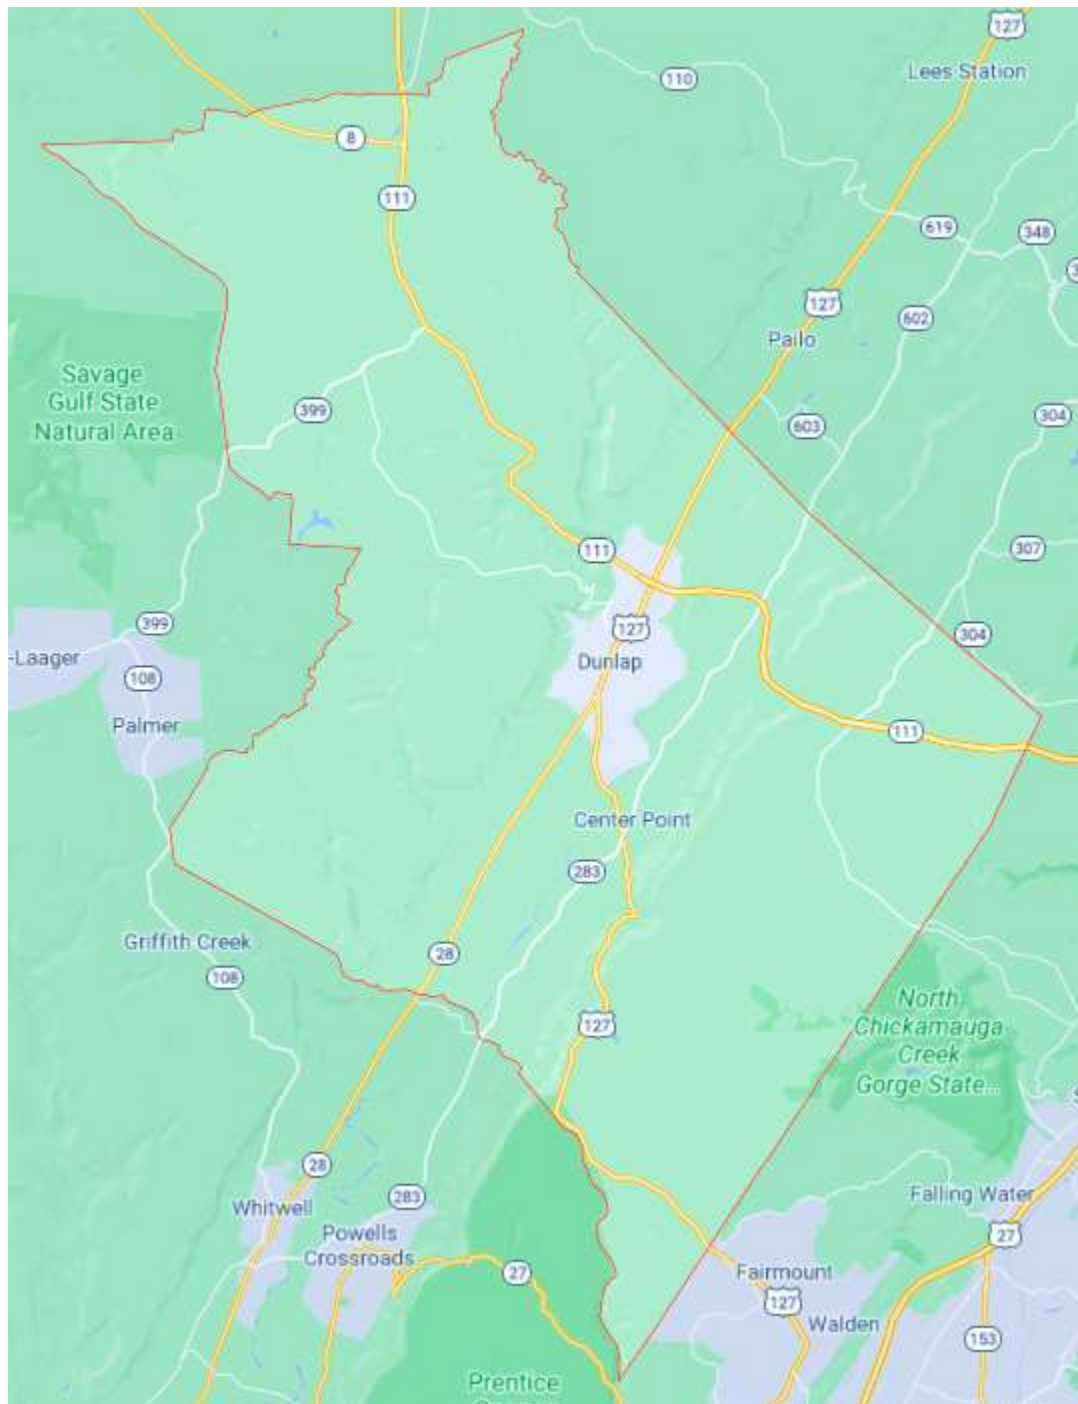 127
Lees Station
110
8
111
619
348
127
602
Pailo
Savage
Gulf State
Natural Area
399
304
603
111
307
399
127
304
-Laager
Dunlap
108
Palmer
111
Center Point
283
Griffith Creek
28
108
North
Chickamauga
Creek
Gorge State...
127
28
283
Whitwell
Falling Water
Powells
Crossroads
27
27
Fairmount
127
Walden
153
Prentice